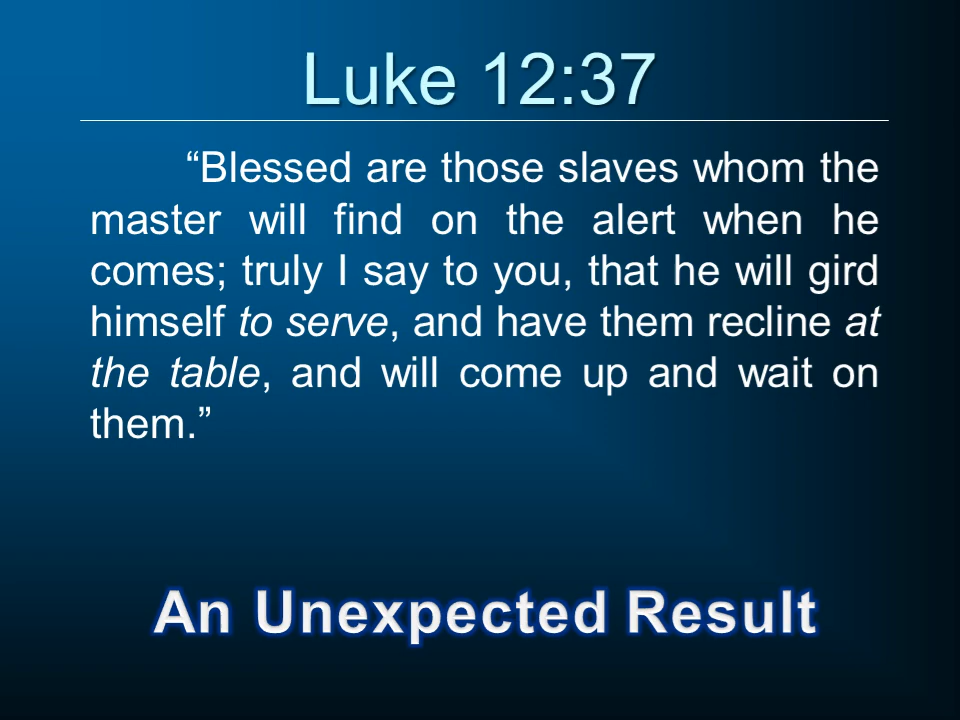 Luke 12:37
“Blessed are those slaves whom the
master will find on the alert when he
comes; truly I say to you, that he will gird
himself to serve, and have them recline at
the table, and will come up and wait on
them.”
An Unexpected Result